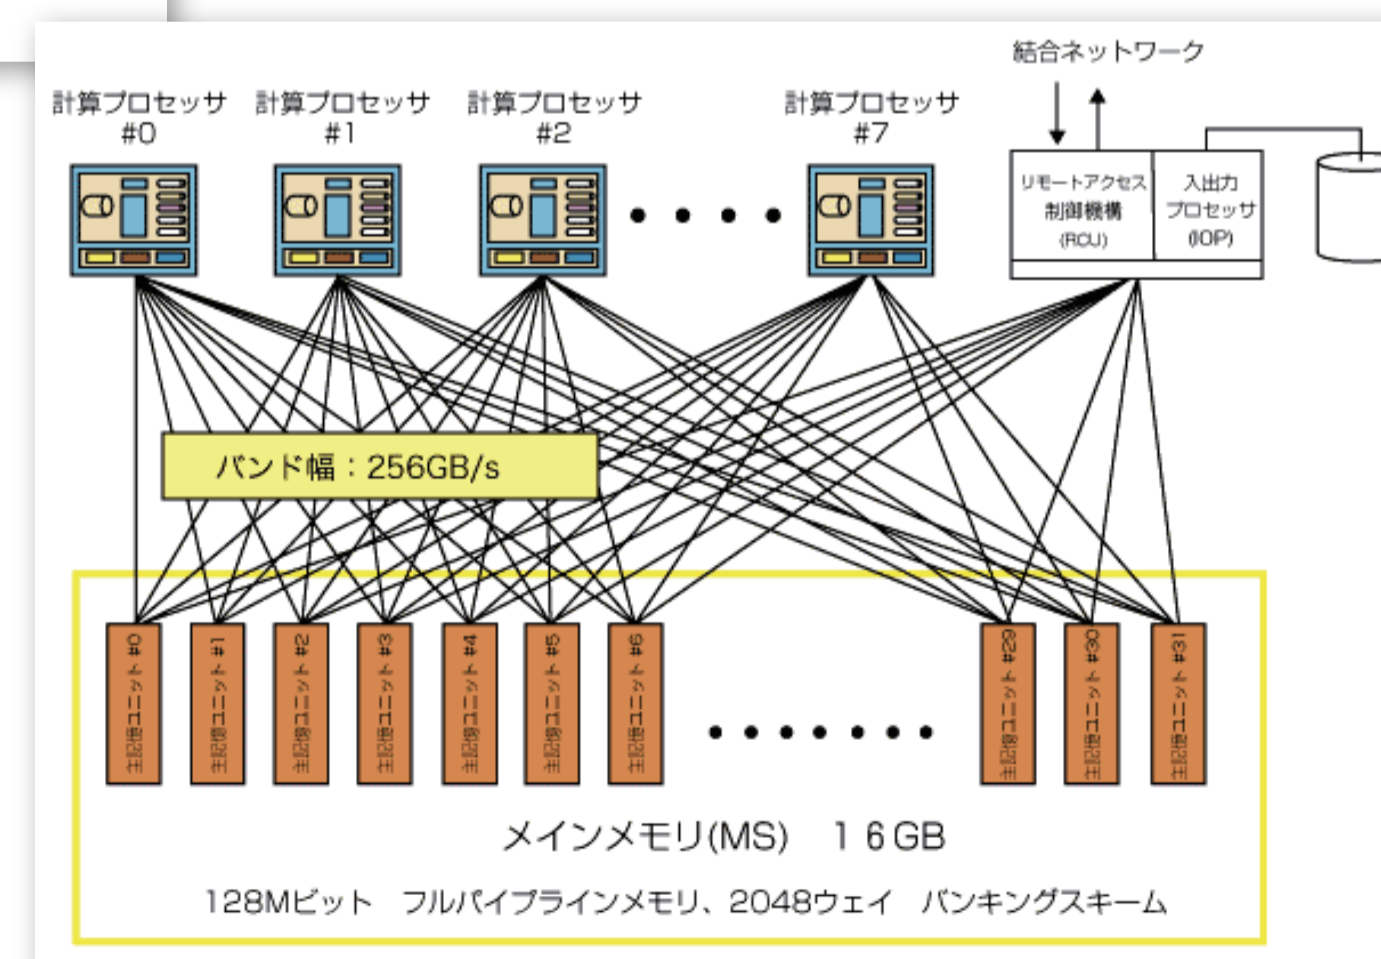 結合ネットワーク
計算プロセッサ
#0
計算プロセッサ
#1
計算プロセッサ
#2
計算プロセッサ
#7
リモートアクセス
制御機構
(RCU)
入出力
プロセッサ
(IOP)
バンド幅：256GB/s
主記憶ユニット #0
主記憶ユニット #1
主記憶ユニット #2
主記憶ユニット #3
主記憶ユニット #4
主記憶ユニット #5
主記憶ユニット #6
主記憶ユニット #29
主記憶ユニット #30
主記憶ユニット #31
メインメモリ(MS)　１６GB
128Mビット　フルパイプラインメモリ、2048ウェイ　バンキングスキーム